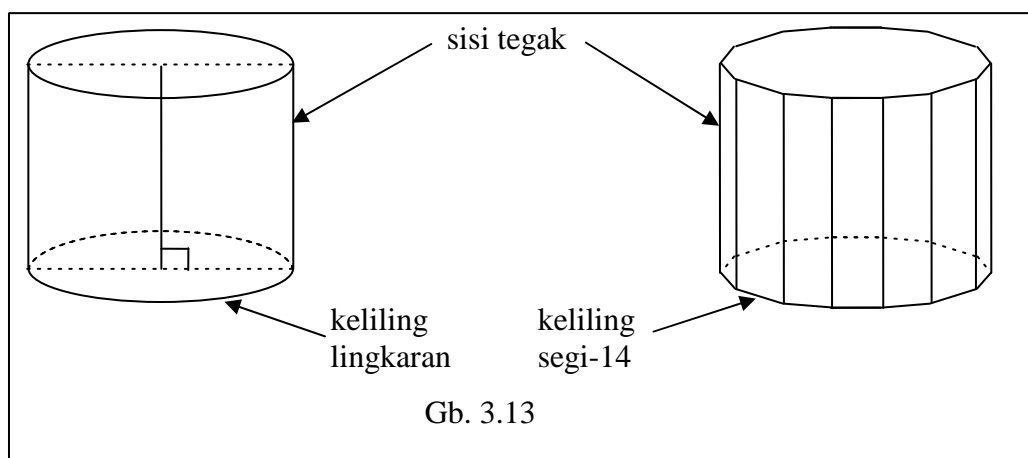 sisi tegak
keliling
lingkaran
keliling
segi-14
Gb. 3.13